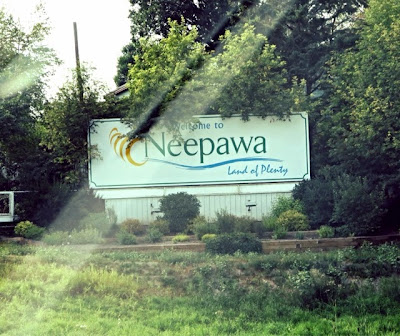 Welcome to
Neepawa
Land of Plenty